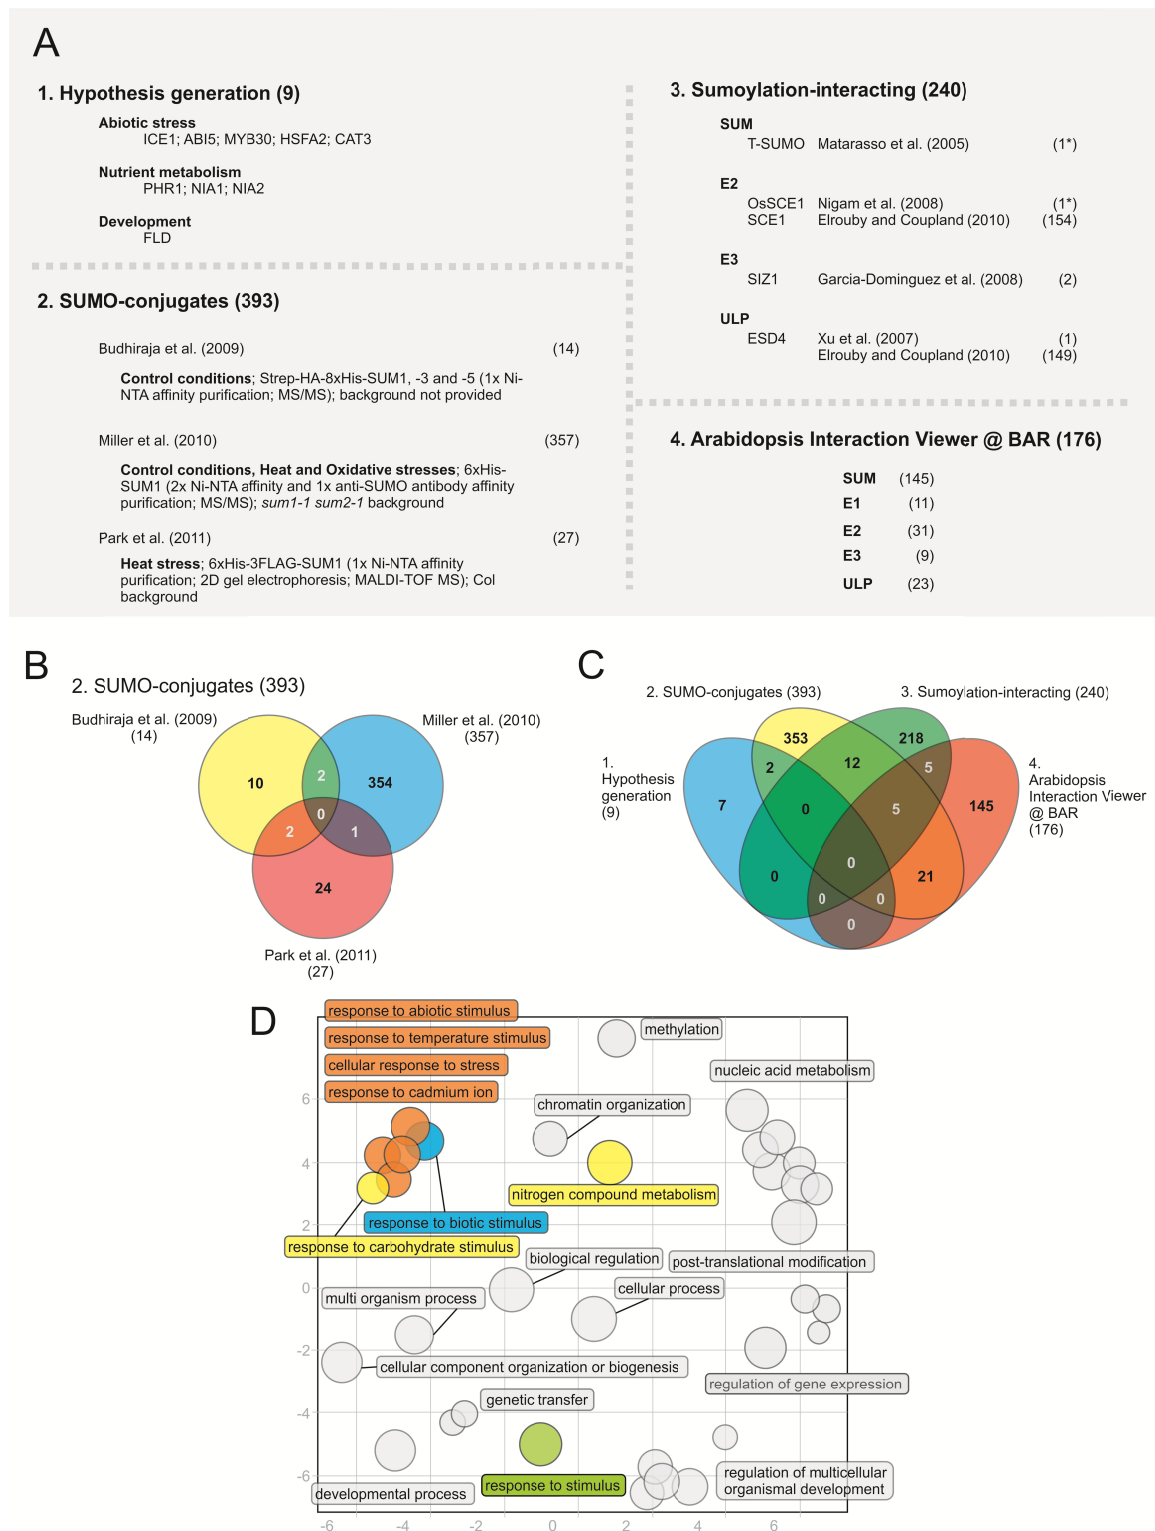 A
1. Hypothesis generation (9)
Abiotic stress
ICE1; ABI5; MYB30; HSFA2; CAT3
Nutrient metabolism
PHR1; NIA1; NIA2
Development
FLD
2. SUMO-conjugates (393)
Budhiraja et al. (2009) (14)
Control conditions; Strep-HA-8xHis-SUM1, -3 and -5 (1x Ni-
NTA affinity purification; MS/MS); background not provided
Miller et al. (2010) (357)
Control conditions, Heat and Oxidative stresses; 6xHis-
SUM1 (2x Ni-NTA affinity and 1x anti-SUMO antibody affinity
purification; MS/MS); sum1-1 sum2-1 background
Park et al. (2011) (27)
Heat stress; 6xHis-3FLAG-SUM1 (1x Ni-NTA affinity
purification; 2D gel electrophoresis; MALDI-TOF MS); Col
background
3. Sumoylation-interacting (240)
SUM
T-SUMO Matarasso et al. (2005) (1*)
E2
OsSCE1 Nigam et al. (2008) (1*)
SCE1 Elrouby and Coupland (2010) (154)
E3
SIZ1 Garcia-Dominguez et al. (2008) (2)
ULP
ESD4 Xu et al. (2007) (1)
Elrouby and Coupland (2010) (149)
4. Arabidopsis Interaction Viewer @ BAR (176)
SUM (145)
E1 (11)
E2 (31)
E3 (9)
ULP (23)
B
2. SUMO-conjugates (393)
Budhiraja et al. (2009)
(14)
Miller et al. (2010)
(357)
10
2
354
0
2
1
24
Park et al. (2011)
(27)
C
2. SUMO-conjugates (393)
3. Sumoylation-interacting (240)
1.
Hypothesis
generation
(9)
4.
Arabidopsis
Interaction Viewer
@ BAR
(176)
353
218
2
12
5
7
0
5
145
0
0
21
0
0
0
D
response to abiotic stimulus
response to temperature stimulus
cellular response to stress
response to cadmium ion
methylation
nucleic acid metabolism
chromatin organization
nitrogen compound metabolism
response to biotic stimulus
response to carbohydrate stimulus
biological regulation
post-translational modification
cellular process
multi organism process
cellular component organization or biogenesis
regulation of gene expression
genetic transfer
response to stimulus
developmental process
regulation of multicellular
organismal development
6
4
2
0
-2
-4
-6
-6 -4 -2 0 2 4 6